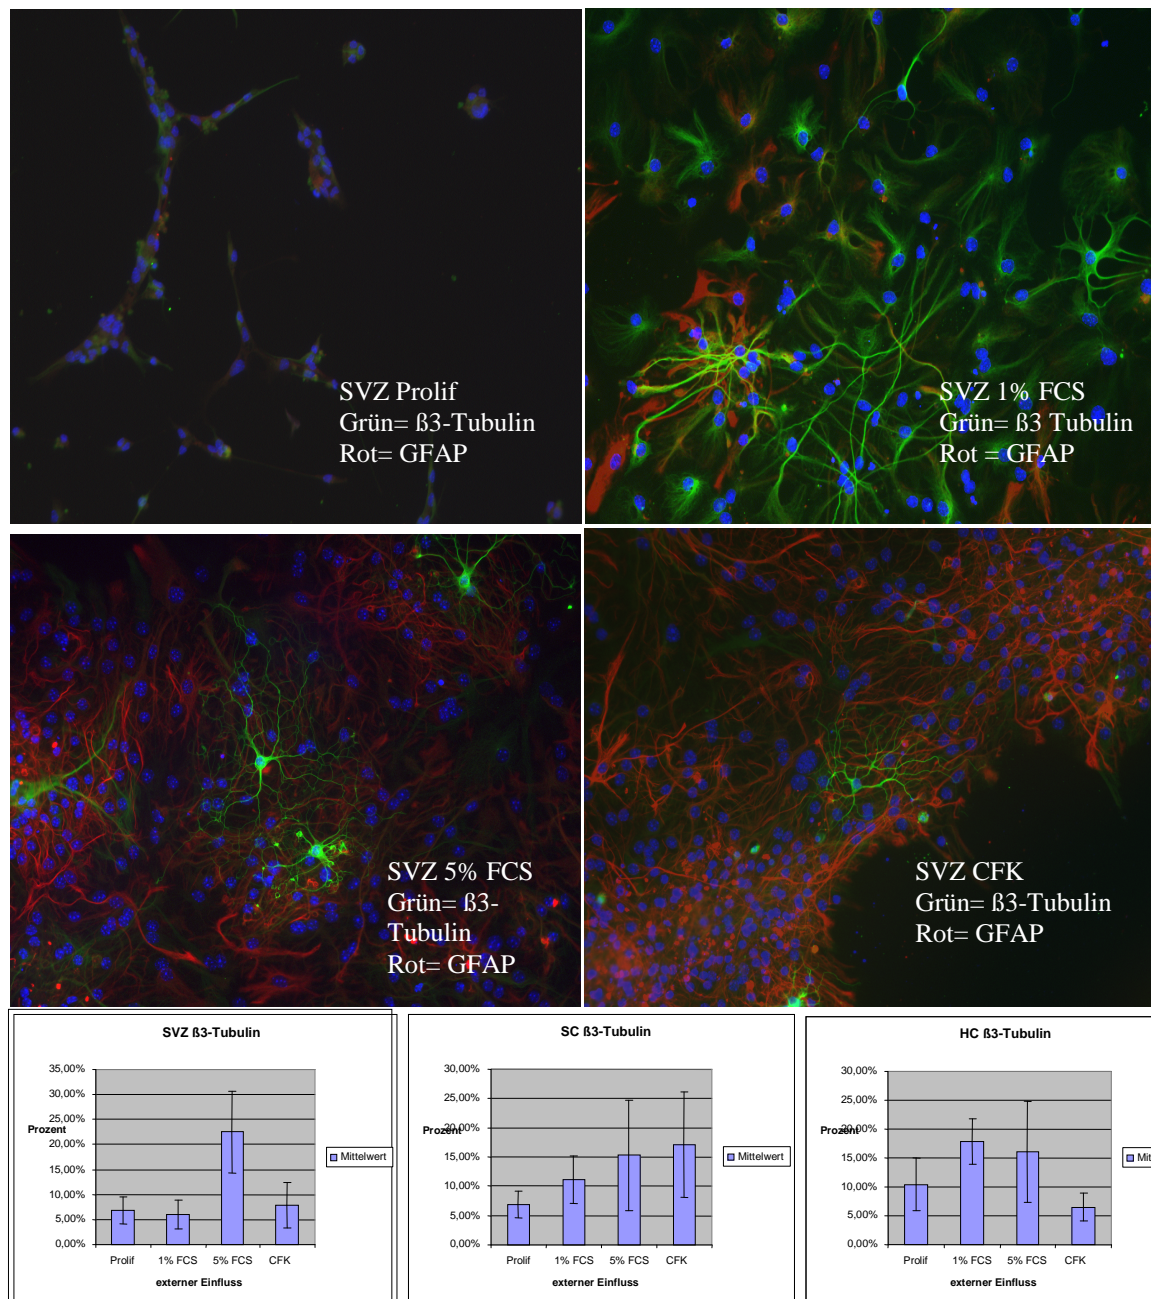 SVZ Prolif
Grün= ß3-Tubulin
Rot= GFAP
SVZ 1% FCS
Grün= ß3 Tubulin
Rot = GFAP
SVZ 5% FCS
Grün= ß3-
Tubulin
Rot= GFAP
SVZ CFK
Grün= ß3-Tubulin
Rot= GFAP
SVZ ß3-Tubulin
35,00%
30,00%
25,00%
20,00%
15,00%
10,00%
5,00%
0,00%
Prozent
Prolif 1% FCS 5% FCS CFK
externer Einfluss
Mittelwert
SC ß3-Tubulin
30,00%
25,00%
20,00%
15,00%
10,00%
5,00%
0,00%
Prozent
Prolif 1% FCS 5% FCS CFK
externer Einfluss
Mittelwert
HC ß3-Tubulin
30,00%
25,00%
20,00%
15,00%
10,00%
5,00%
0,00%
Prozent
Prolif 1% FCS 5% FCS CFK
externer Einfluss
Mit